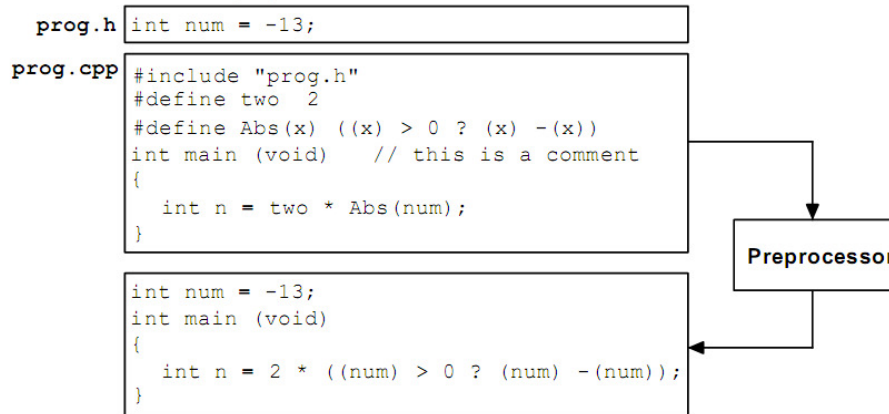 prog.h int num = -13;
prog.cpp #include "prog.h"
#define two 2
#define Abs(x) ((x) > 0 ? (x) -(x))
int main (void) // this is a comment
{
int n = two * Abs(num);
}
Preprocessor
int num = -13;
int main (void)
{
int n = 2 * ((num) > 0 ? (num) -(num));
}